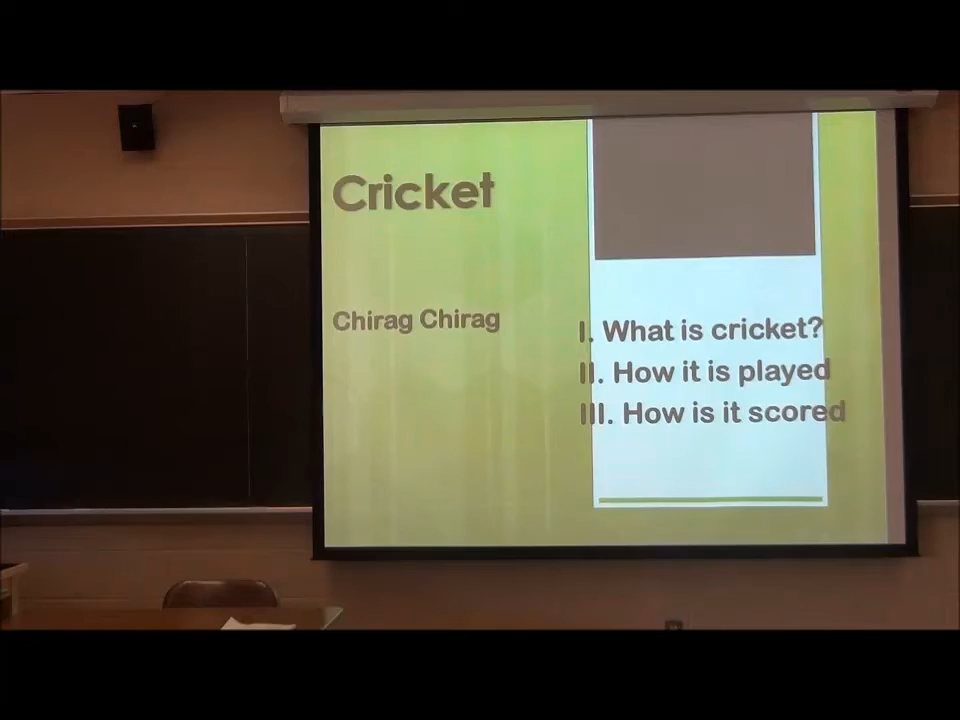 Cricket
Chirag Chirag
I. What is cricket?
II. How it is played
III. How is it scored